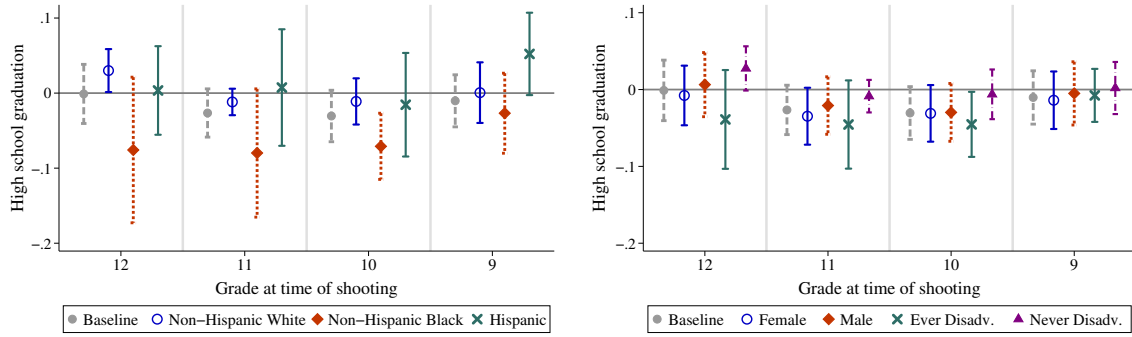 High school graduation
.1
0
-.1
-.2
12 11 10 9
Grade at time of shooting
Baseline Non-Hispanic White Non-Hispanic Black Hispanic
High school graduation
.1
0
-.1
-.2
12 11 10 9
Grade at time of shooting
Baseline Female Male Ever Disadv. Never Disadv.